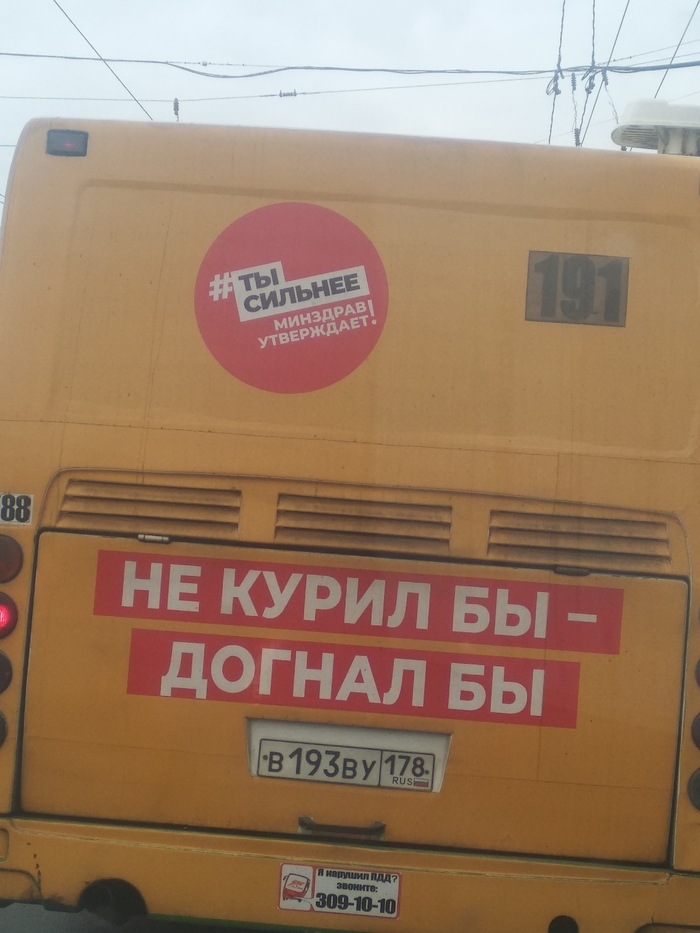 #ТЫ
СИЛЬНЕЕ
МИНЗДРАВ
УТВЕРЖДАЕТ!
191
88
НЕ КУРИЛ БЫ –
ДОГНАЛ БЫ
В193ВУ 178
RUS
Я нарушил ПДД?
звоните:
309-10-10